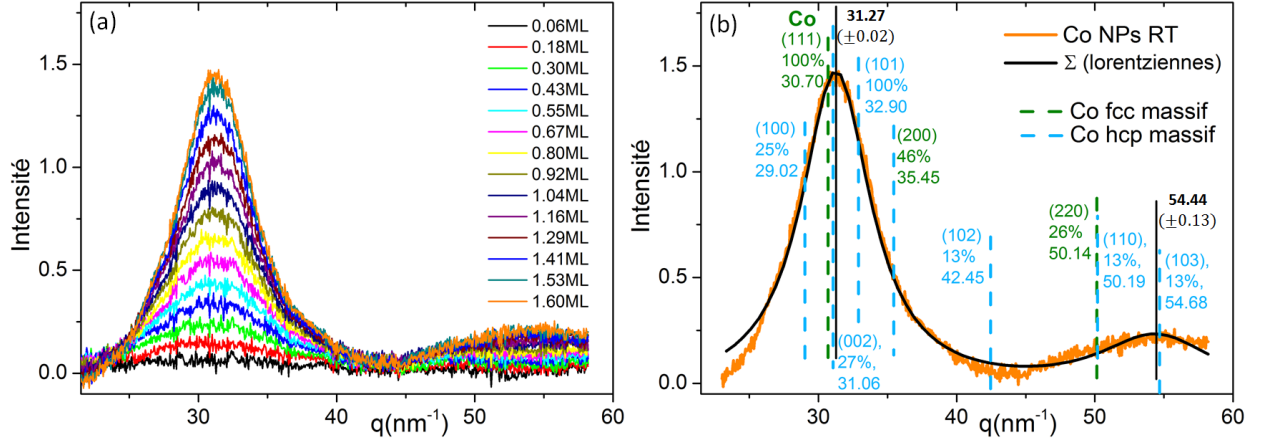 (a)
0.06ML
0.18ML
0.30ML
0.43ML
0.55ML
0.67ML
0.80ML
0.92ML
1.04ML
1.16ML
1.29ML
1.41ML
1.53ML
1.60ML
Intensité
1.5
1.0
0.5
0.0
30
40
50
60
q(nm⁻¹)
(b)
Co
(111)
100%
30.70
31.27
(±0.02)
(101)
100%
32.90
(100)
25%
29.02
(200)
46%
35.45
(102)
13%
42.45
(002),
27%,
31.06
(220)
26%
50.14
(110),
13%,
50.19
54.44
(±0.13)
(103),
13%,
54.68
Co NPs RT
Σ (lorentziennes)
Co fcc massif
Co hcp massif
Intensité
1.5
1.0
0.5
0.0
30
40
50
60
q(nm⁻¹)